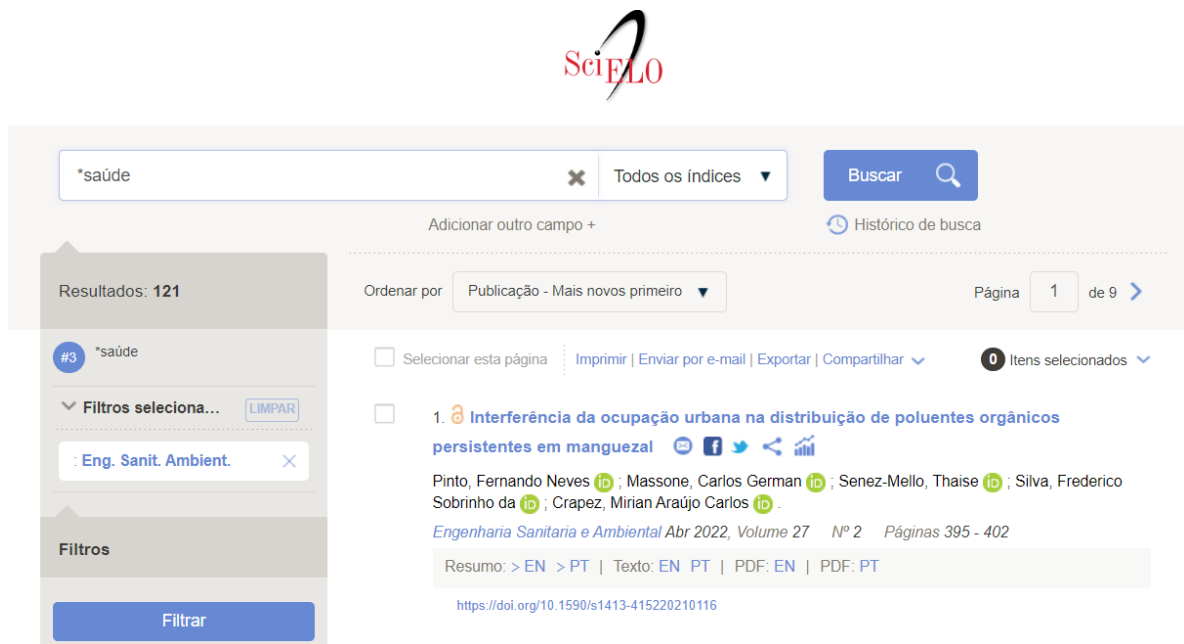 SciELO
*saúde
Todos os índices
Buscar
Adicionar outro campo +
Histórico de busca
Resultados: 121
Ordenar por
Publicação - Mais novos primeiro
Página 1 de 9
#3 *saúde
Selecionar esta página
Imprimir | Enviar por e-mail | Exportar | Compartilhar
0 Itens selecionados
Filtros seleciona...
LIMPAR
: Eng. Sanit. Ambient.
Filtros
Filtrar
1. Interferência da ocupação urbana na distribuição de poluentes orgânicos
persistentes em manguezal
Pinto, Fernando Neves iD ; Massone, Carlos German iD ; Senez-Mello, Thaise iD ; Silva, Frederico
Sobrinho da iD ; Crapez, Mirian Araújo Carlos iD .
Engenharia Sanitaria e Ambiental Abr 2022, Volume 27 Nº 2 Páginas 395 - 402
Resumo: > EN > PT | Texto: EN PT | PDF: EN | PDF: PT
https://doi.org/10.1590/s1413-415220210116